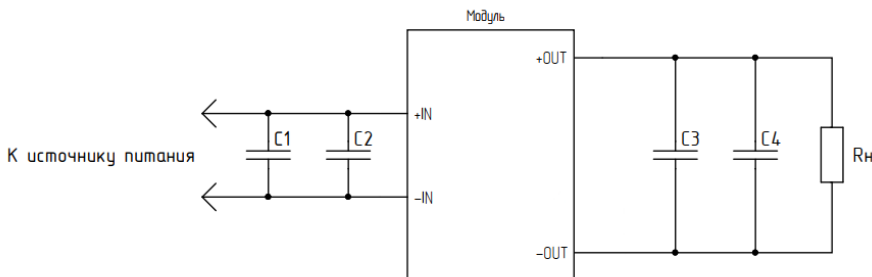 Модуль
+OUT
+IN
C1
C2
C3
C4
К источнику питания
Rн
-IN
-OUT